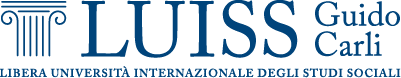 LUISS Guido
Carli
LIBERA UNIVERSITÀ INTERNAZIONALE DEGLI STUDI SOCIALI